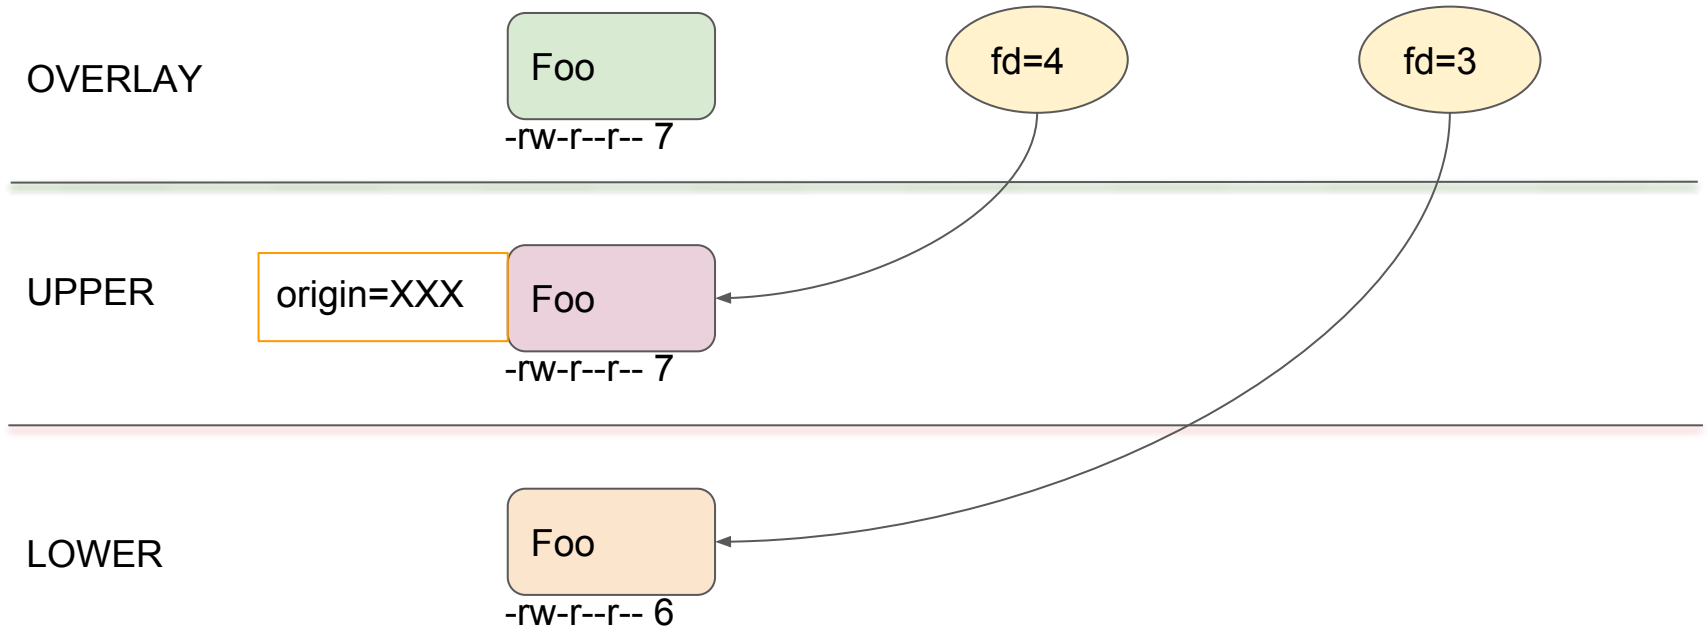 OVERLAY
Foo
fd=4
fd=3
-rw-r--r-- 7
UPPER
origin=XXX
Foo
-rw-r--r-- 7
LOWER
Foo
-rw-r--r-- 6